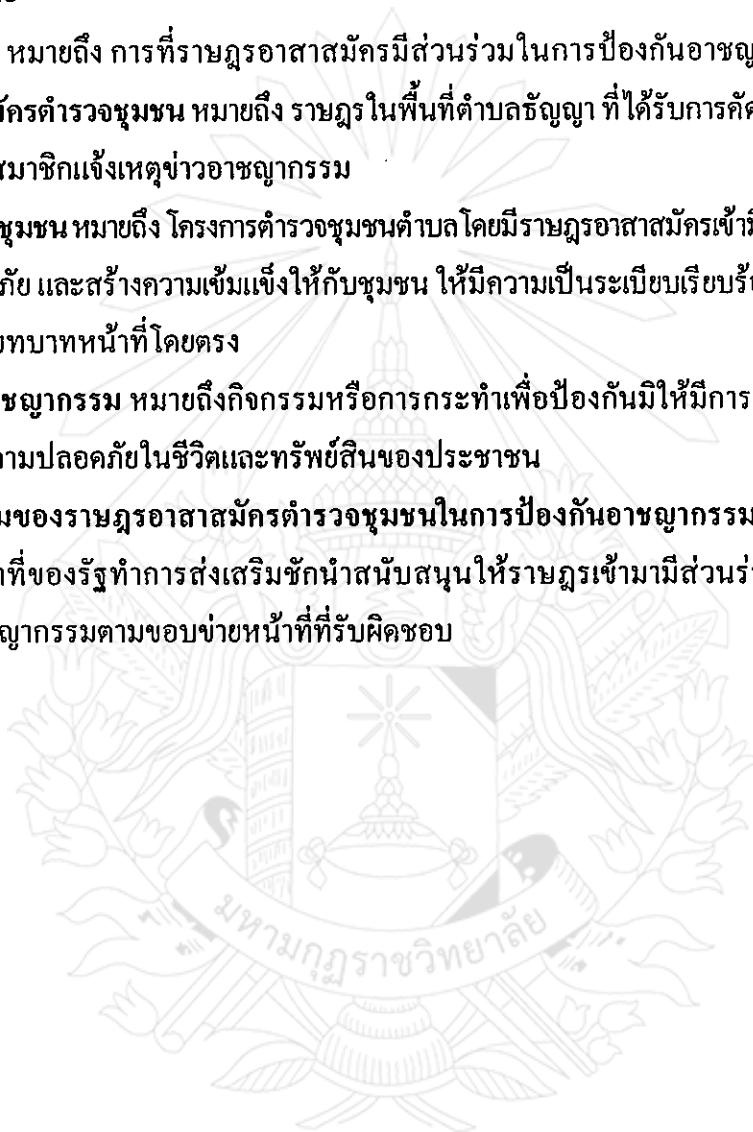 หมายถึง การที่ราษฎรอาสาสมัครมีส่วนร่วมในการป้องกันอาชญ
มัครตำรวจชุมชน หมายถึง ราษฎรในพื้นที่ตำบลธัญญา ที่ได้รับการคัด
สมาชิกแจ้งเหตุข่าวอาชญากรรม
ชุมชน หมายถึง โครงการตำรวจชุมชนตำบลโดยมีราษฎรอาสาสมัครเข้ามี
ภัย และสร้างความเข้มแข็งให้กับชุมชน ให้มีความเป็นระเบียบเรียบร้
บทบาทหน้าที่โดยตรง
ชญากรรม หมายถึงกิจกรรมหรือการกระทำเพื่อป้องกันมิให้มีการ
ามปลอดภัยในชีวิตและทรัพย์สินของประชาชน
มของราษฎรอาสาสมัครตำรวจชุมชนในการป้องกันอาชญากรรม
าที่ของรัฐทำการส่งเสริมชักนำสนับสนุนให้ราษฎรเข้ามามีส่วนร่
ญากรรมตามขอบข่ายหน้าที่ที่รับผิดชอบ
มหามกุฏราชวิทยาลัย